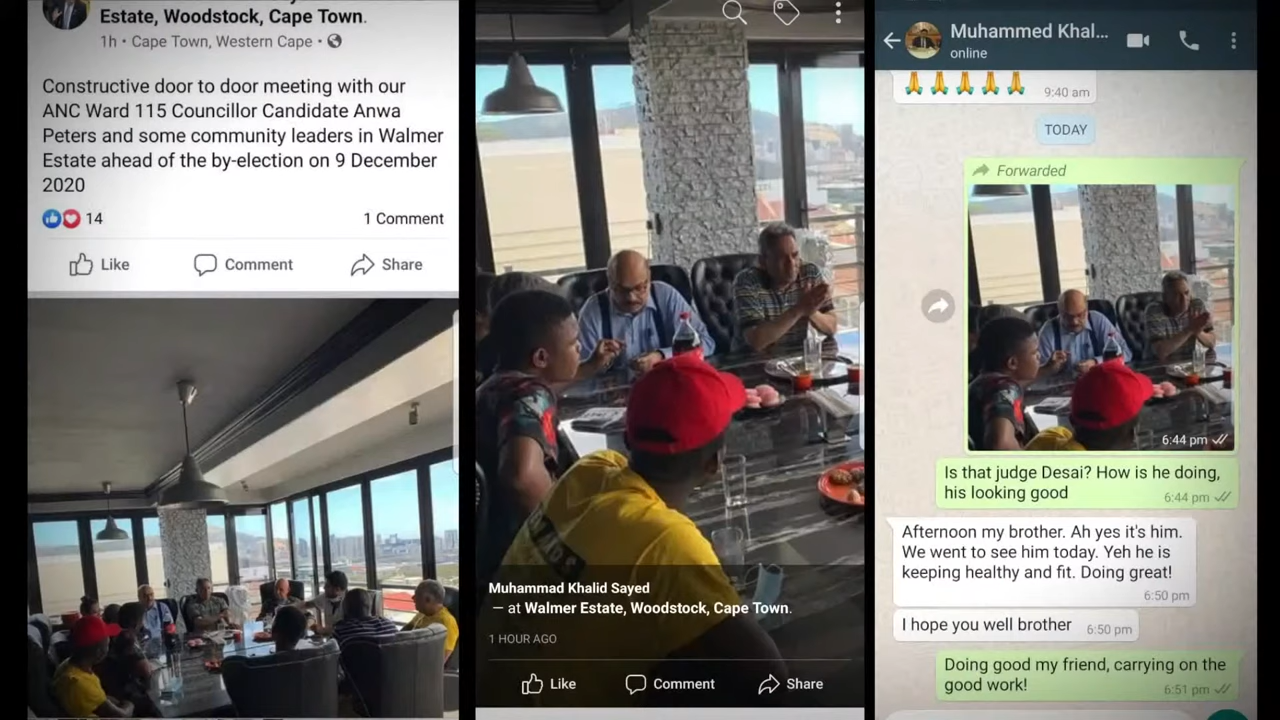 Estate, Woodstock, Cape Town.
1h • Cape Town, Western Cape •
Constructive door to door meeting with our
ANC Ward 115 Councillor Candidate Anwa
Peters and some community leaders in Walmer
Estate ahead of the by-election on 9 December
2020
14
1 Comment
Like
Comment
Share
Muhammad Khalid Sayed
— at Walmer Estate, Woodstock, Cape Town.
1 HOUR AGO
Like
Comment
Share
Muhammed Khal...
online
🙏🙏🙏🙏🙏 9:40 am
TODAY
Forwarded
6:44 pm
Is that judge Desai? How is he doing,
his looking good 6:44 pm
Afternoon my brother. Ah yes it's him.
We went to see him today. Yeh he is
keeping healthy and fit. Doing great!
6:50 pm
I hope you well brother 6:50 pm
Doing good my friend, carrying on the
good work! 6:51 pm